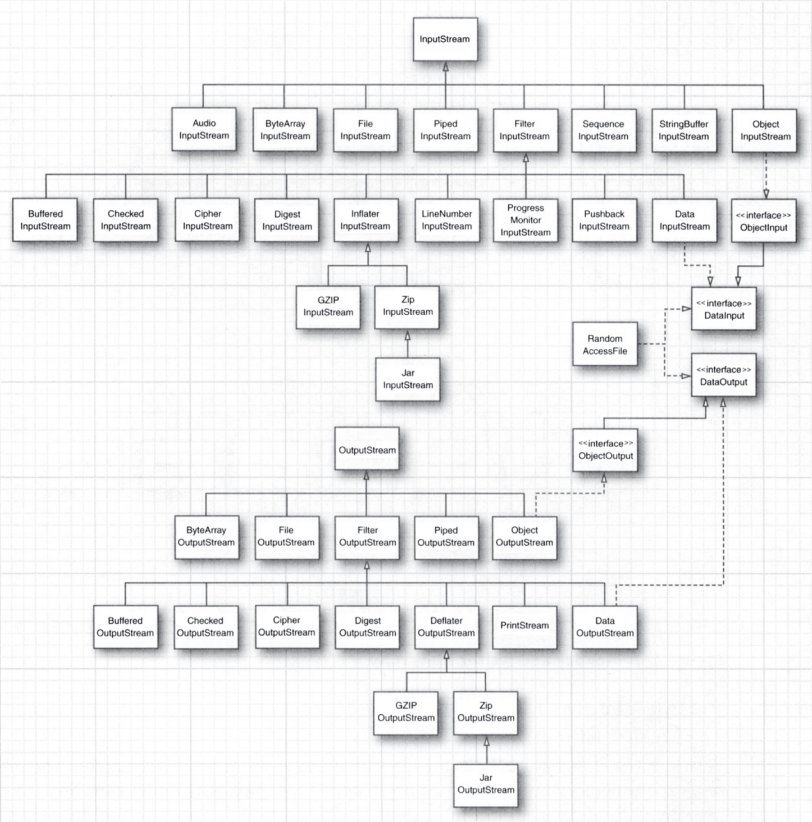 InputStream
Audio
InputStream
ByteArray
InputStream
File
InputStream
Piped
InputStream
Filter
InputStream
Sequence
InputStream
StringBuffer
InputStream
Object
InputStream
Buffered
InputStream
Checked
InputStream
Cipher
InputStream
Digest
InputStream
Inflater
InputStream
LineNumber
InputStream
Progress
Monitor
InputStream
Pushback
InputStream
Data
InputStream
<<interface>>
ObjectInput
GZIP
InputStream
Zip
InputStream
<<interface>>
DataInput
Random
AccessFile
Jar
InputStream
<<interface>>
DataOutput
OutputStream
<<interface>>
ObjectOutput
ByteArray
OutputStream
File
OutputStream
Filter
OutputStream
Piped
OutputStream
Object
OutputStream
Buffered
OutputStream
Checked
OutputStream
Cipher
OutputStream
Digest
OutputStream
Deflater
OutputStream
PrintStream
Data
OutputStream
GZIP
OutputStream
Zip
OutputStream
Jar
OutputStream